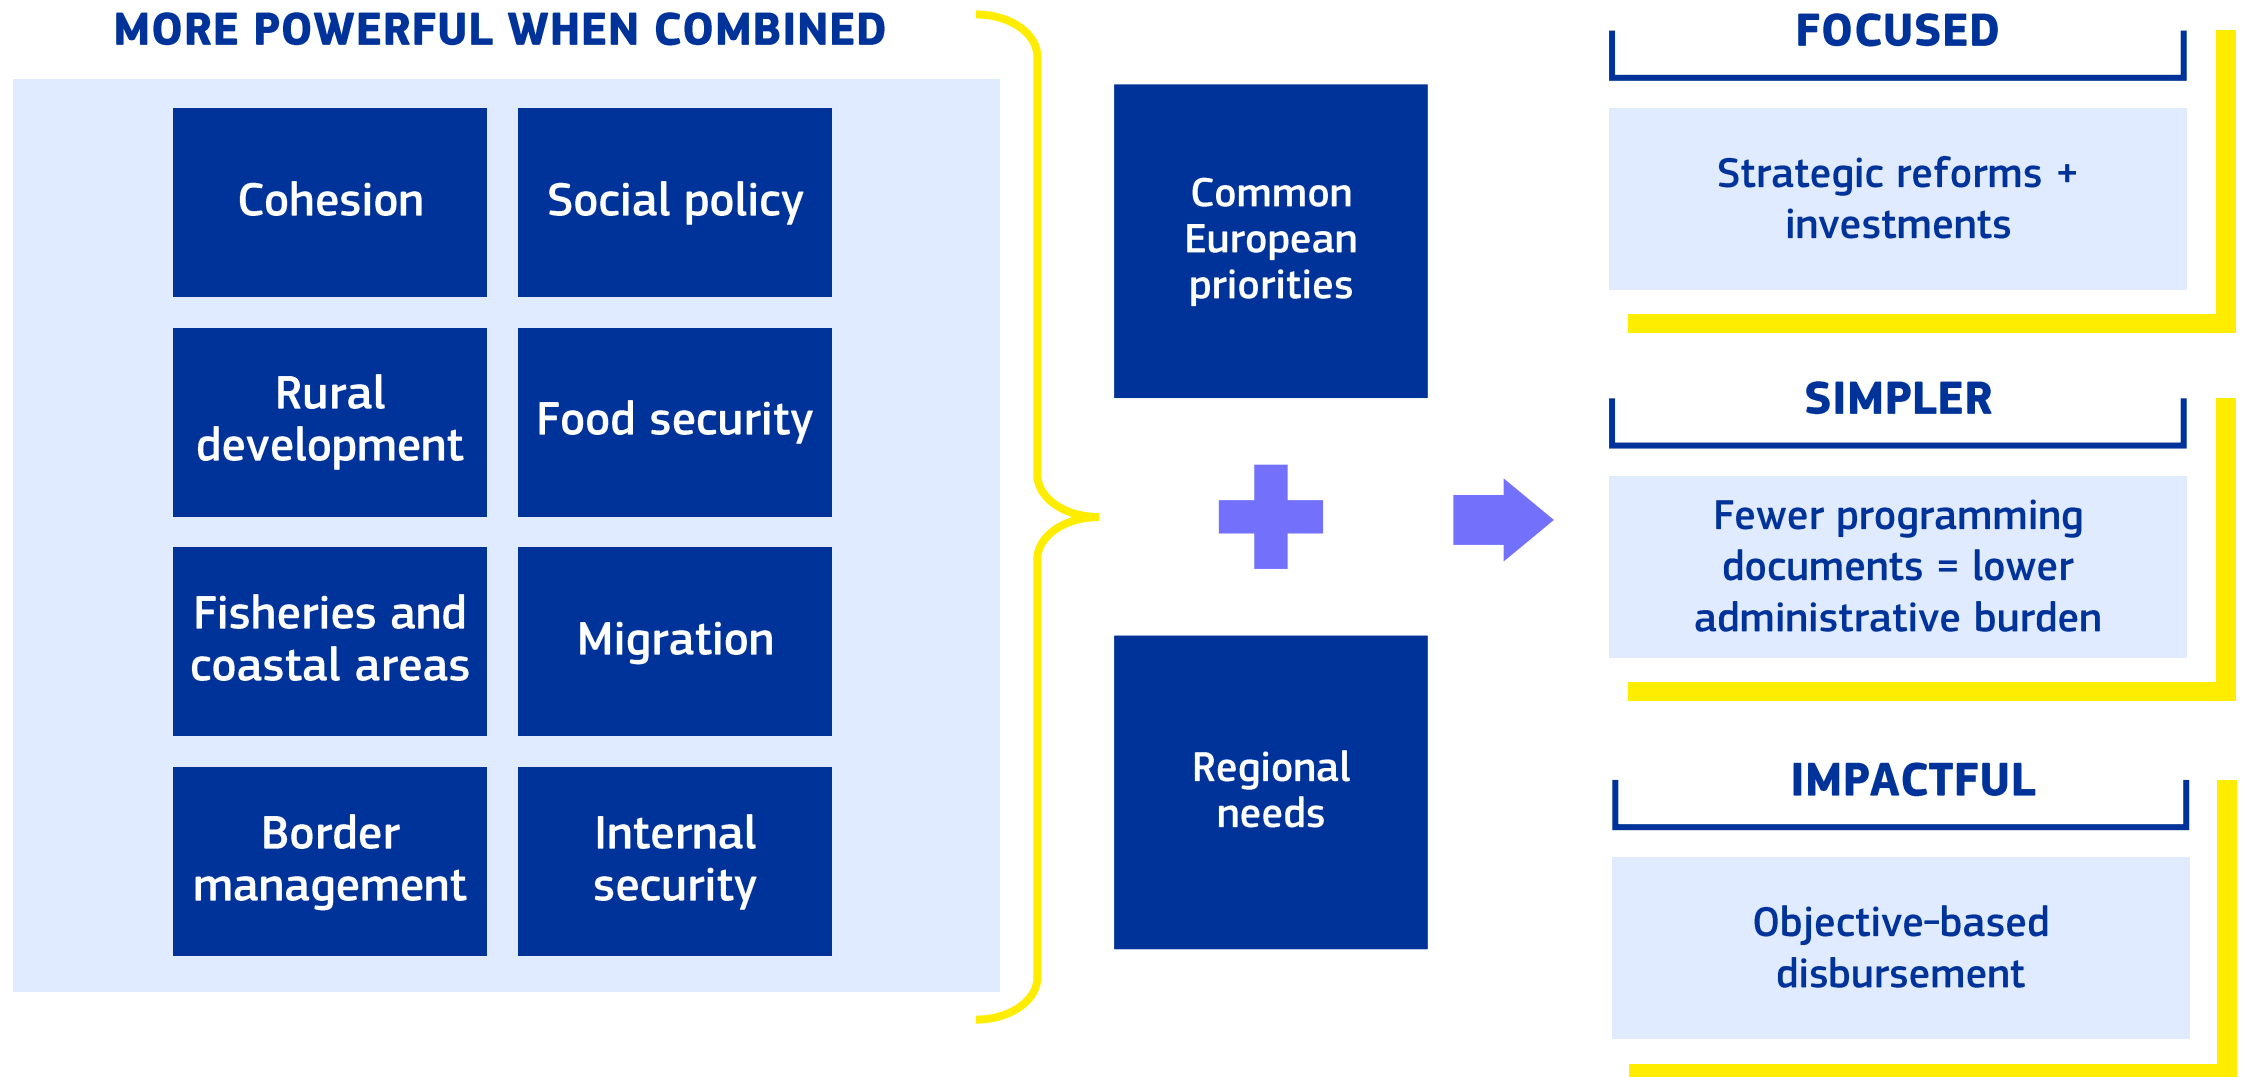 MORE POWERFUL WHEN COMBINED
Cohesion
Social policy
Rural
development
Food security
Fisheries and
coastal areas
Migration
Border
management
Internal
security
Common
European
priorities
Regional
needs
FOCUSED
Strategic reforms +
investments
SIMPLER
Fewer programming
documents = lower
administrative burden
IMPACTFUL
Objective-based
disbursement